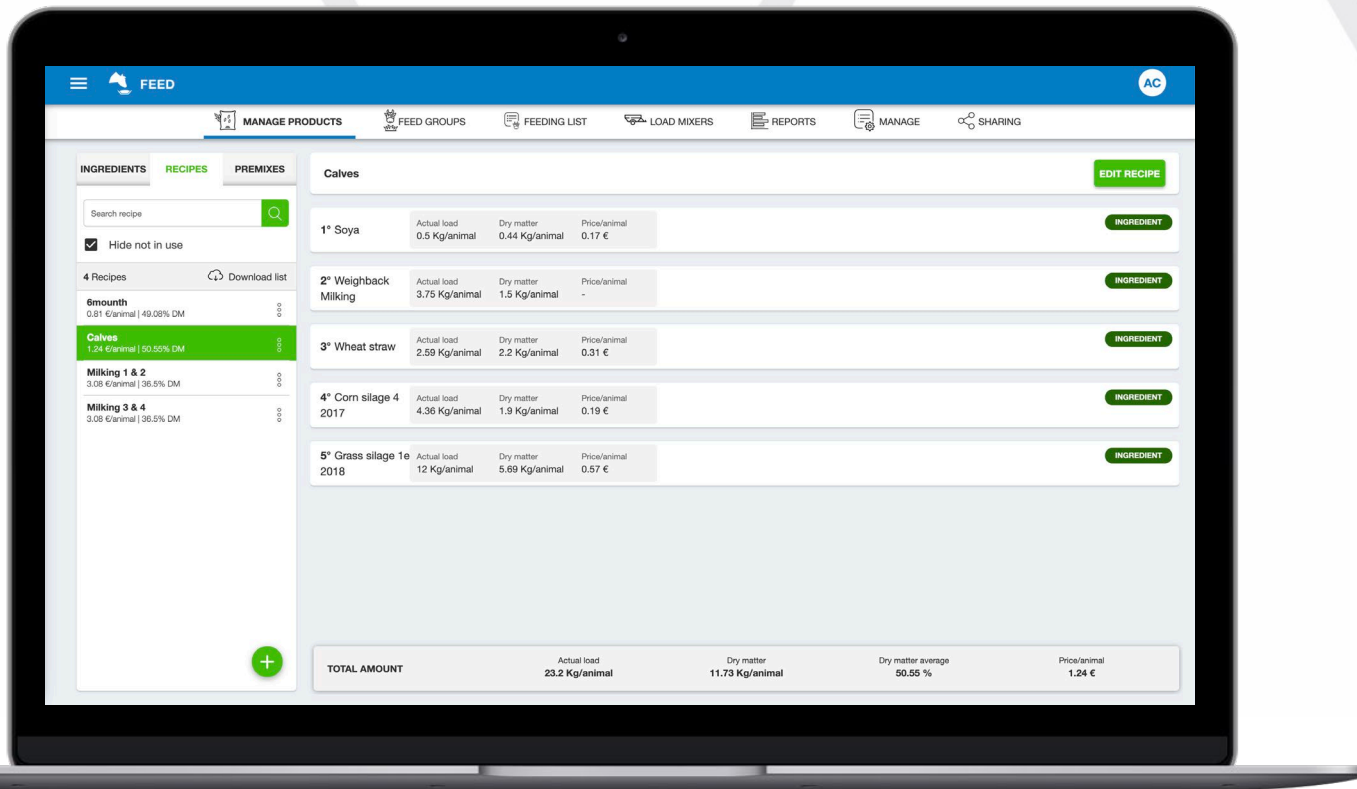 FEED
AC
MANAGE PRODUCTS
FEED GROUPS
FEEDING LIST
LOAD MIXERS
REPORTS
MANAGE
SHARING
INGREDIENTS
RECIPES
PREMIXES
Search recipe
Hide not in use
4 Recipes
Download list
6mounth
0.81 €/animal | 49.08% DM
Calves
1.24 €/animal | 50.55% DM
Milking 1 & 2
3.08 €/animal | 36.5% DM
Milking 3 & 4
3.08 €/animal | 36.5% DM
Calves
EDIT RECIPE
1° Soya
Actual load
0.5 Kg/animal
Dry matter
0.44 Kg/animal
Price/animal
0.17 €
INGREDIENT
2° Weighback
Milking
Actual load
3.75 Kg/animal
Dry matter
1.5 Kg/animal
Price/animal
-
INGREDIENT
3° Wheat straw
Actual load
2.59 Kg/animal
Dry matter
2.2 Kg/animal
Price/animal
0.31 €
INGREDIENT
4° Corn silage 4
2017
Actual load
4.36 Kg/animal
Dry matter
1.9 Kg/animal
Price/animal
0.19 €
INGREDIENT
5° Grass silage 1e
2018
Actual load
12 Kg/animal
Dry matter
5.69 Kg/animal
Price/animal
0.57 €
INGREDIENT
TOTAL AMOUNT
Actual load
23.2 Kg/animal
Dry matter
11.73 Kg/animal
Dry matter average
50.55 %
Price/animal
1.24 €